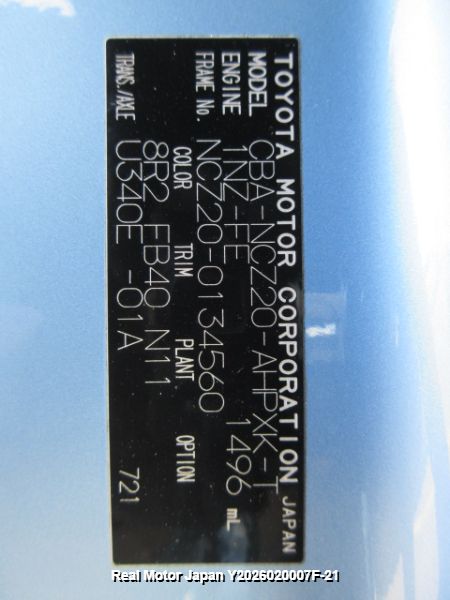 TOYOTA MOTOR CORPORATION JAPAN
MODEL CBA-NCZ20-AHPXK-T
ENGINE 1NZ-FE 1496 mL
FRAME No. NCZ20-0134560
COLOR TRIM PLANT OPTION
8R2 FB40 N11
TRANS./AXLE U340E -01A 721
Real Motor Japan Y2026020007F-21